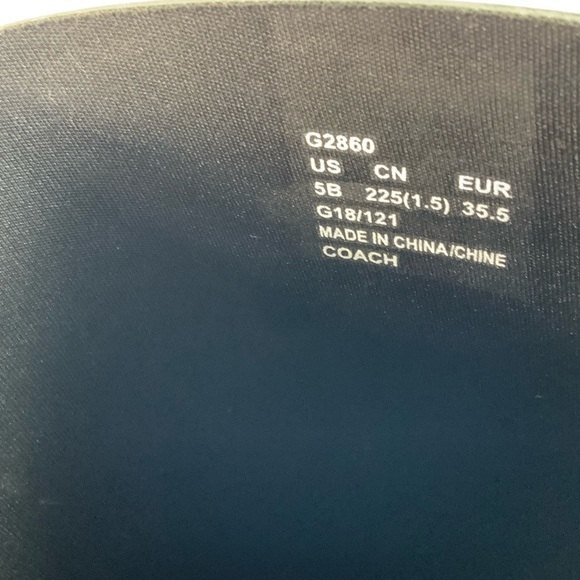 G2860
US CN EUR
5B 225(1.5) 35.5
G18/121
MADE IN CHINA/CHINE
COACH